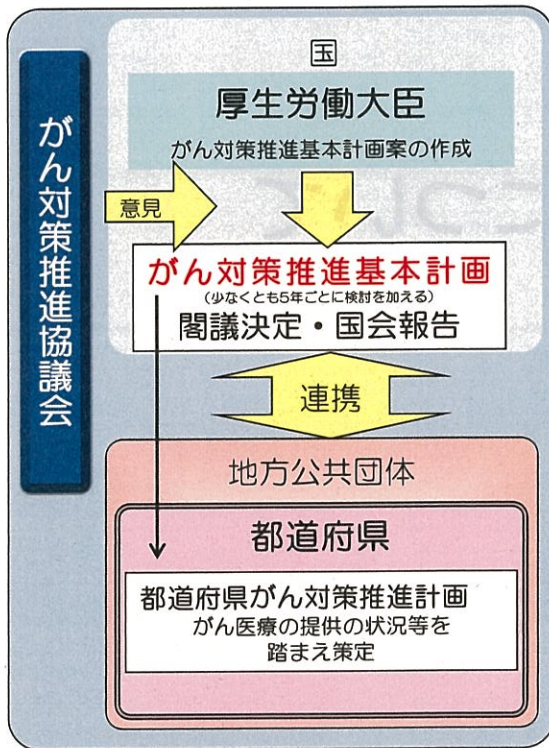 国
厚生労働大臣
がん対策推進基本計画案の作成
がん対策推進協議会
意見
がん対策推進基本計画
(少なくとも5年ごとに検討を加える)
閣議決定・国会報告
連携
地方公共団体
都道府県
都道府県がん対策推進計画
がん医療の提供の状況等を
踏まえ策定